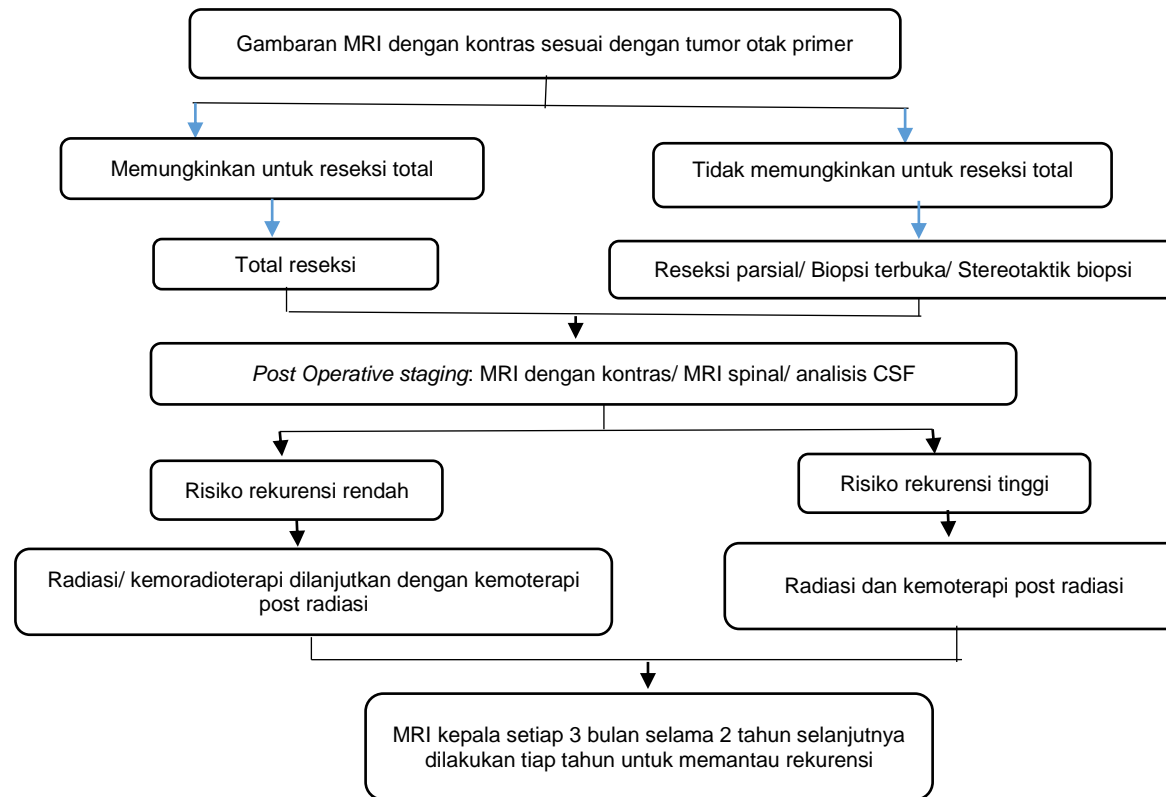 Gambaran MRI dengan kontras sesuai dengan tumor otak primer
Memungkinkan untuk reseksi total
Tidak memungkinkan untuk reseksi total
Total reseksi
Reseksi parsial/ Biopsi terbuka/ Stereotaktik biopsi
Post Operative staging: MRI dengan kontras/ MRI spinal/ analisis CSF
Risiko rekurensi rendah
Risiko rekurensi tinggi
Radiasi/ kemoradioterapi dilanjutkan dengan kemoterapi
post radiasi
Radiasi dan kemoterapi post radiasi
MRI kepala setiap 3 bulan selama 2 tahun selanjutnya
dilakukan tiap tahun untuk memantau rekurensi